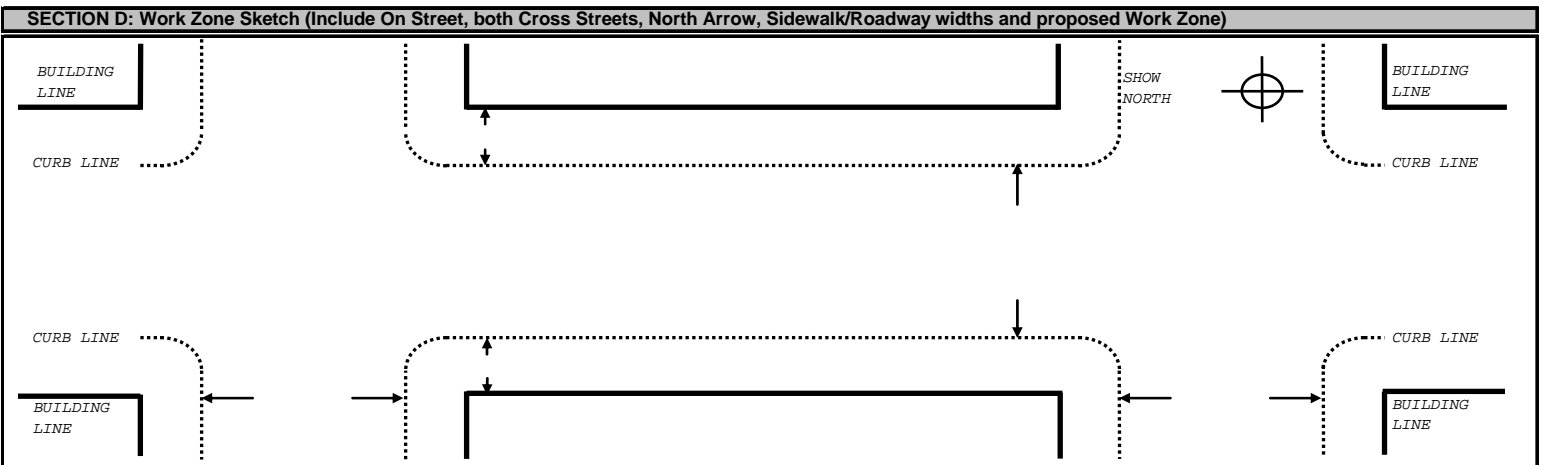 SECTION D: Work Zone Sketch (Include On Street, both Cross Streets, North Arrow, Sidewalk/Roadway widths and proposed Work Zone)
BUILDING
LINE
SHOW
NORTH
BUILDING
LINE
CURB LINE
CURB LINE
CURB LINE
CURB LINE
BUILDING
LINE
BUILDING
LINE